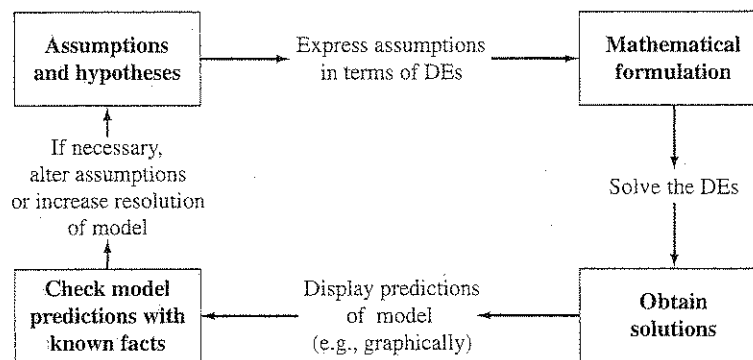 Assumptions
and hypotheses
Express assumptions
in terms of DEs
Mathematical
formulation
If necessary,
alter assumptions
or increase resolution
of model
Solve the DEs
Check model
predictions with
known facts
Display predictions
of model
(e.g., graphically)
Obtain
solutions